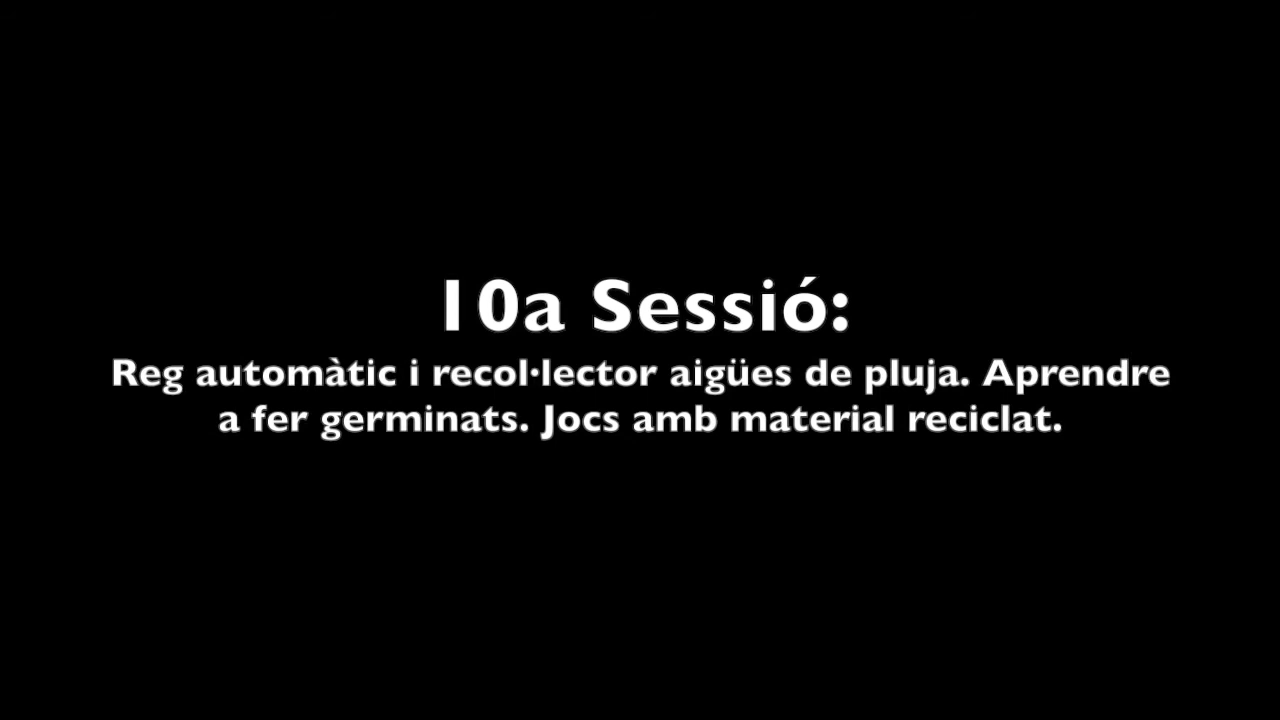 10a Sessió:
Reg automàtic i recol·lector aigües de pluja. Aprendre
a fer germinats. Jocs amb material reciclat.